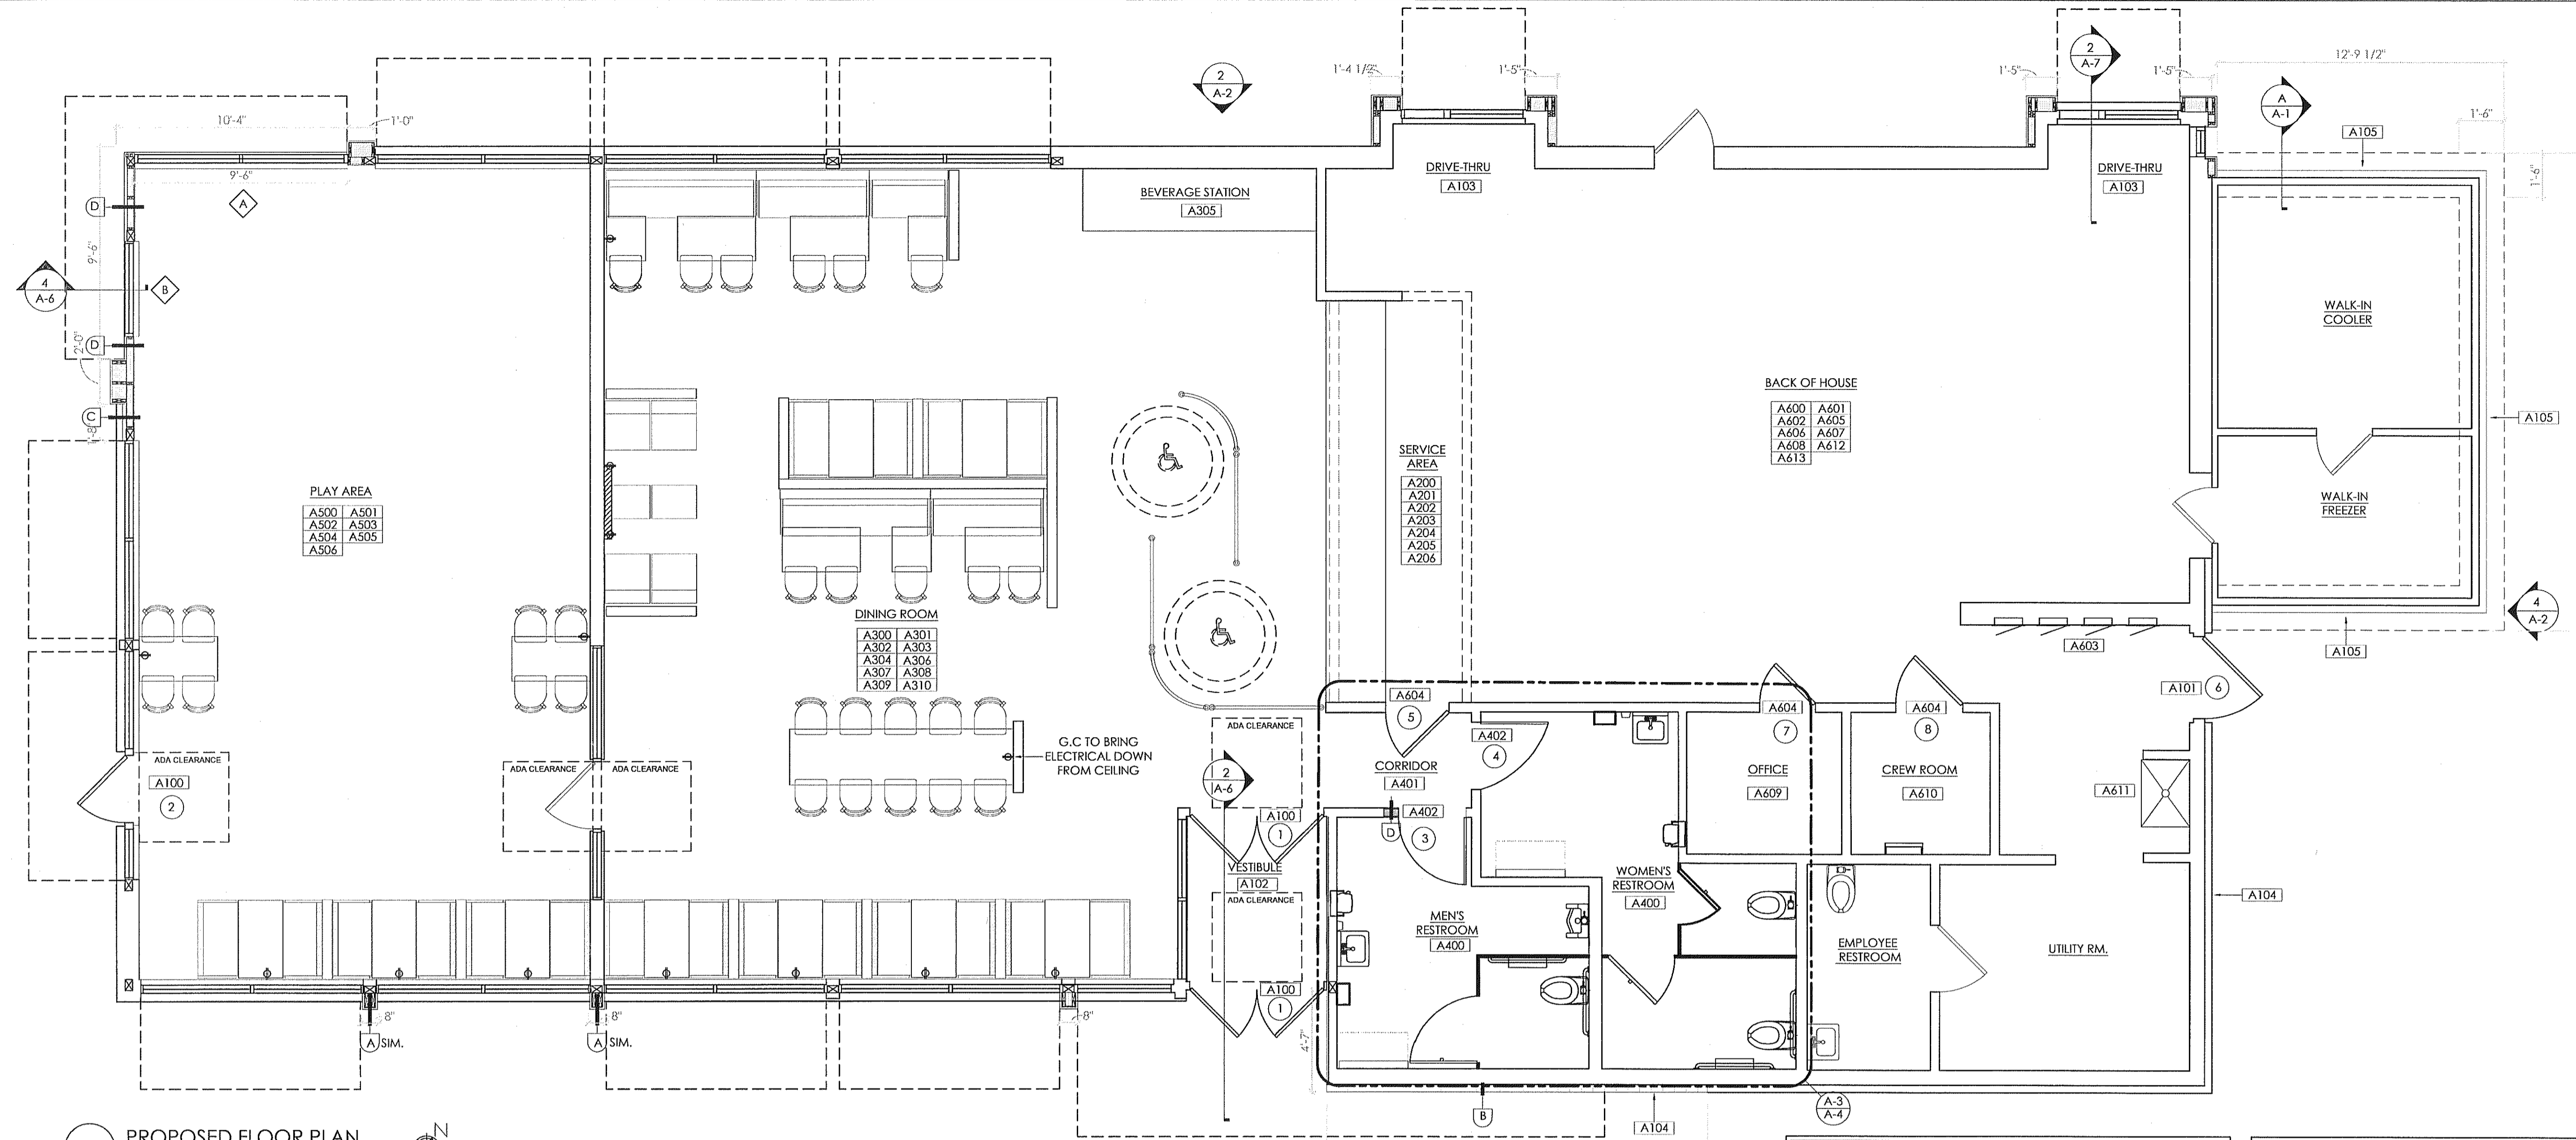 2
A-7
12'-9 1/2"
2
A-2
1'-4 1/2"
1'-5"
1'-5"
1'-5"
A
A-1
10'-4"
1'-0"
1'-6"
A105
9'-6"
A
DRIVE-THRU
A103
DRIVE-THRU
A103
1'-6"
BEVERAGE STATION
A305
D
9'-6"
4
A-6
B
WALK-IN
COOLER
D
2'-0"
C
1'-8"
BACK OF HOUSE
A600 A601
A602 A605
A606 A607
A608 A612
A613
A105
SERVICE
AREA
A200
A201
A202
A203
A204
A205
A206
PLAY AREA
A500 A501
A502 A503
A504 A505
A506
WALK-IN
FREEZER
DINING ROOM
A300 A301
A302 A303
A304 A306
A307 A308
A309 A310
4
A-2
A603
A105
A101 6
A604
5
A604
7
A604
8
ADA CLEARANCE
A402
4
G.C TO BRING
ELECTRICAL DOWN
FROM CEILING
ADA CLEARANCE
A100
2
ADA CLEARANCE
ADA CLEARANCE
2
A-6
CORRIDOR
A401
OFFICE
A609
CREW ROOM
A610
A611
A100
1
A402
D
3
VESTIBULE
A102
ADA CLEARANCE
WOMEN'S
RESTROOM
A400
A104
MEN'S
RESTROOM
A400
EMPLOYEE
RESTROOM
UTILITY RM.
A100
1
8"
8"
8"
A SIM.
A SIM.
4'-7"
B
A104
A-3
A-4
PROPOSED FLOOR PLAN
N